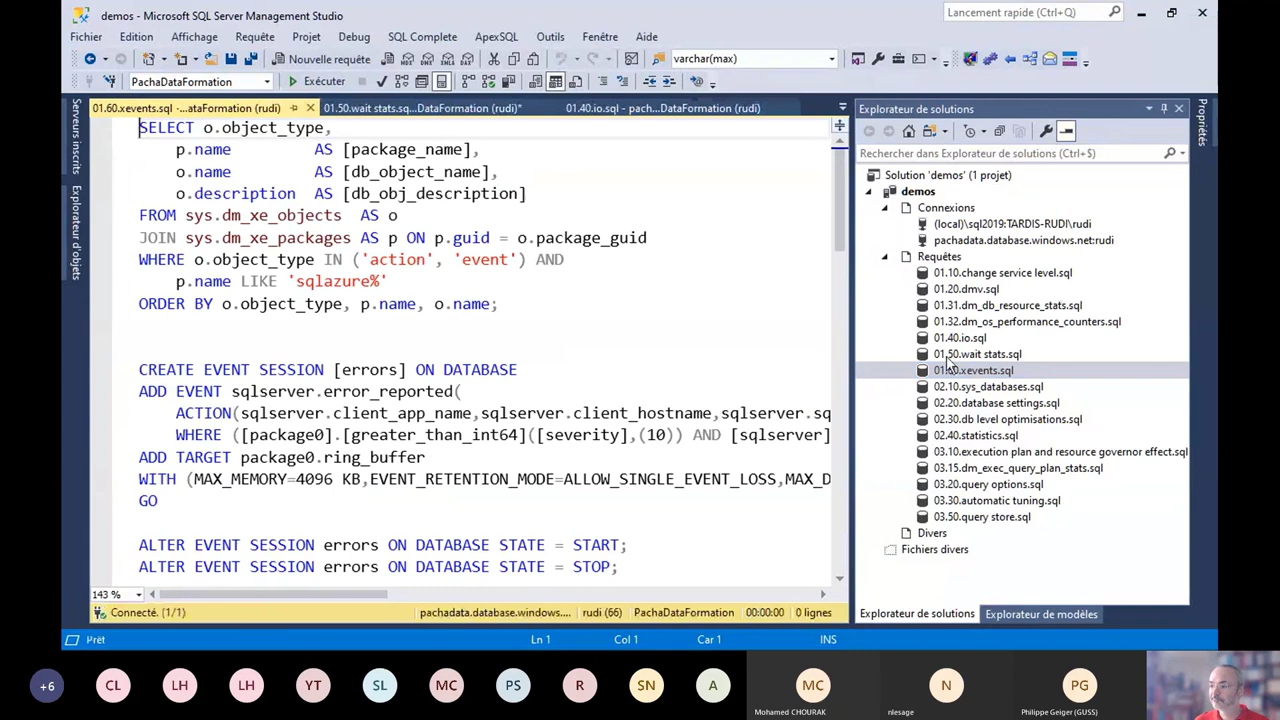 demos - Microsoft SQL Server Management Studio
Lancement rapide (Ctrl+Q)
Fichier Edition Affichage Requête Projet Debug SQL Complete ApexSQL Outils Fenêtre Aide
Nouvelle requête
varchar(max)
PachaDataFormation
Exécuter
Serveurs inscrits
Explorateur d'objets
01.60.xevents.sql -...ataFormation (rudi)
01.50.wait stats.sq...DataFormation (rudi)*
01.40.io.sql - pach...DataFormation (rudi)
SELECT o.object_type,
p.name AS [package_name],
o.name AS [db_object_name],
o.description AS [db_obj_description]
FROM sys.dm_xe_objects AS o
JOIN sys.dm_xe_packages AS p ON p.guid = o.package_guid
WHERE o.object_type IN ('action', 'event') AND
p.name LIKE 'sqlazure%'
ORDER BY o.object_type, p.name, o.name;
CREATE EVENT SESSION [errors] ON DATABASE
ADD EVENT sqlserver.error_reported(
ACTION(sqlserver.client_app_name,sqlserver.client_hostname,sqlserver.sq
WHERE ([package0].[greater_than_int64]([severity],(10)) AND [sqlserver]
ADD TARGET package0.ring_buffer
WITH (MAX_MEMORY=4096 KB,EVENT_RETENTION_MODE=ALLOW_SINGLE_EVENT_LOSS,MAX_D
GO
ALTER EVENT SESSION errors ON DATABASE STATE = START;
ALTER EVENT SESSION errors ON DATABASE STATE = STOP;
143 %
Connecté. (1/1)
pachadata.database.windows....
rudi (66)
PachaDataFormation
00:00:00
0 lignes
Explorateur de solutions
Rechercher dans Explorateur de solutions (Ctrl+$)
Solution 'demos' (1 projet)
demos
Connexions
(local)\sql2019:TARDIS-RUDI\rudi
pachadata.database.windows.net:rudi
Requêtes
01.10.change service level.sql
01.20.dmv.sql
01.31.dm_db_resource_stats.sql
01.32.dm_os_performance_counters.sql
01.40.io.sql
01.50.wait stats.sql
01.60.xevents.sql
02.10.sys_databases.sql
02.20.database settings.sql
02.30.db level optimisations.sql
02.40.statistics.sql
03.10.execution plan and resource governor effect.sql
03.15.dm_exec_query_plan_stats.sql
03.20.query options.sql
03.30.automatic tuning.sql
03.50.query store.sql
Divers
Fichiers divers
Explorateur de solutions
Explorateur de modèles
Propriétés
Prêt
Ln 1
Col 1
Car 1
INS
+6
CL
LH
LH
YT
SL
MC
PS
R
SN
A
MC
Mohamed CHOURAK
N
nlesage
PG
Philippe Geiger (GUSS)